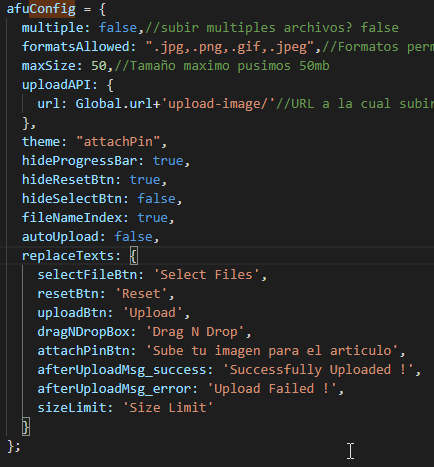 afuConfig = {
multiple: false,//subir multiples archivos? false
formatsAllowed: ".jpg,.png,.gif,.jpeg",//Formatos
maxSize: 50,//Tamaño maximo pusimos 50mb
uploadAPI: {
url: Global.url+'upload-image/'//URL a la cual subir
},
theme: "attachPin",
hideProgressBar: true,
hideResetBtn: true,
hideSelectBtn: false,
fileNameIndex: true,
autoUpload: false,
replaceTexts: {
selectFileBtn: 'Select Files',
resetBtn: 'Reset',
uploadBtn: 'Upload',
dragNDropBox: 'Drag N Drop',
attachPinBtn: 'Sube tu imagen para el articulo',
afterUploadMsg_success: 'Successfully Uploaded !',
afterUploadMsg_error: 'Upload Failed !',
sizeLimit: 'Size Limit'
}
};